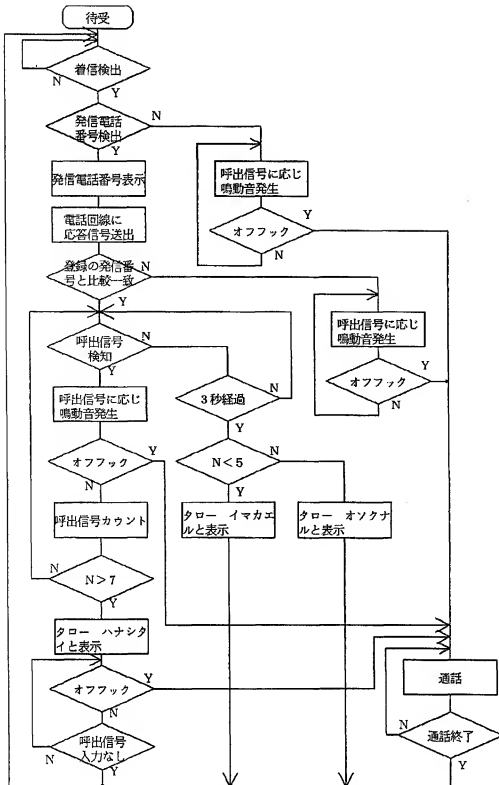 待受
着信検出
N
Y
発信電話
番号検出
N
Y
発信電話番号表示
呼出信号に応じ
鳴動音発生
電話回線に
応答信号送出
オフフック
Y
N
登録の発信番
号と比較一致
N
Y
呼出信号
検知
N
Y
呼出信号に応じ
鳴動音発生
オフフック
Y
N
呼出信号に応じ
鳴動音発生
3秒経過
N
Y
オフフック
Y
N
N<5
N
Y
呼出信号カウント
タロー イマカエ
ルと表示
タロー オソクナ
ルと表示
N>7
N
Y
タロー ハナシタ
イと表示
オフフック
Y
N
通話
呼出信号
入力なし
N
Y
通話終了
N
Y